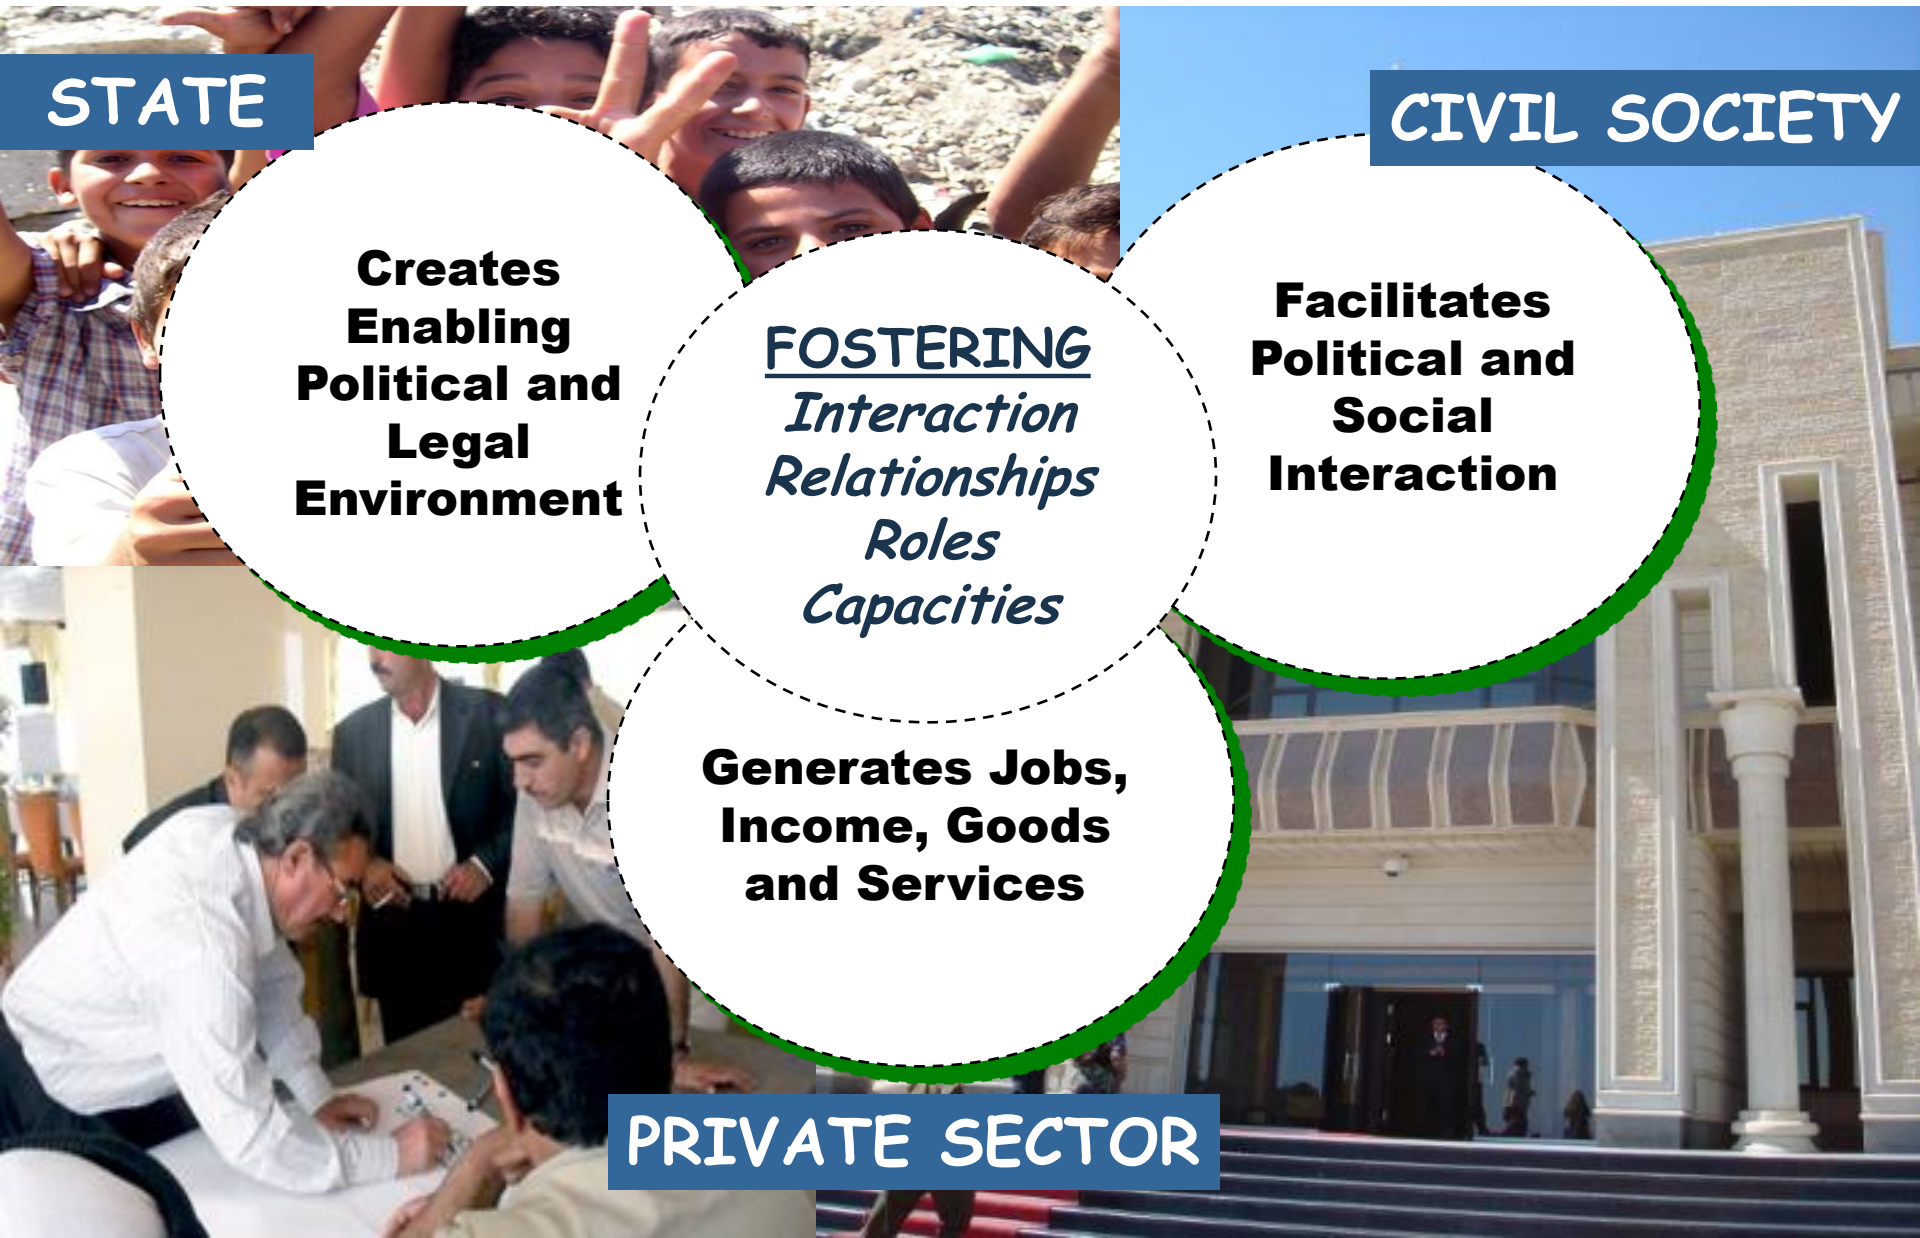 STATE
CIVIL SOCIETY
Creates
Enabling
Political and
Legal
Environment
FOSTERING
Interaction
Relationships
Roles
Capacities
Facilitates
Political and
Social
Interaction
Generates Jobs,
Income, Goods
and Services
PRIVATE SECTOR